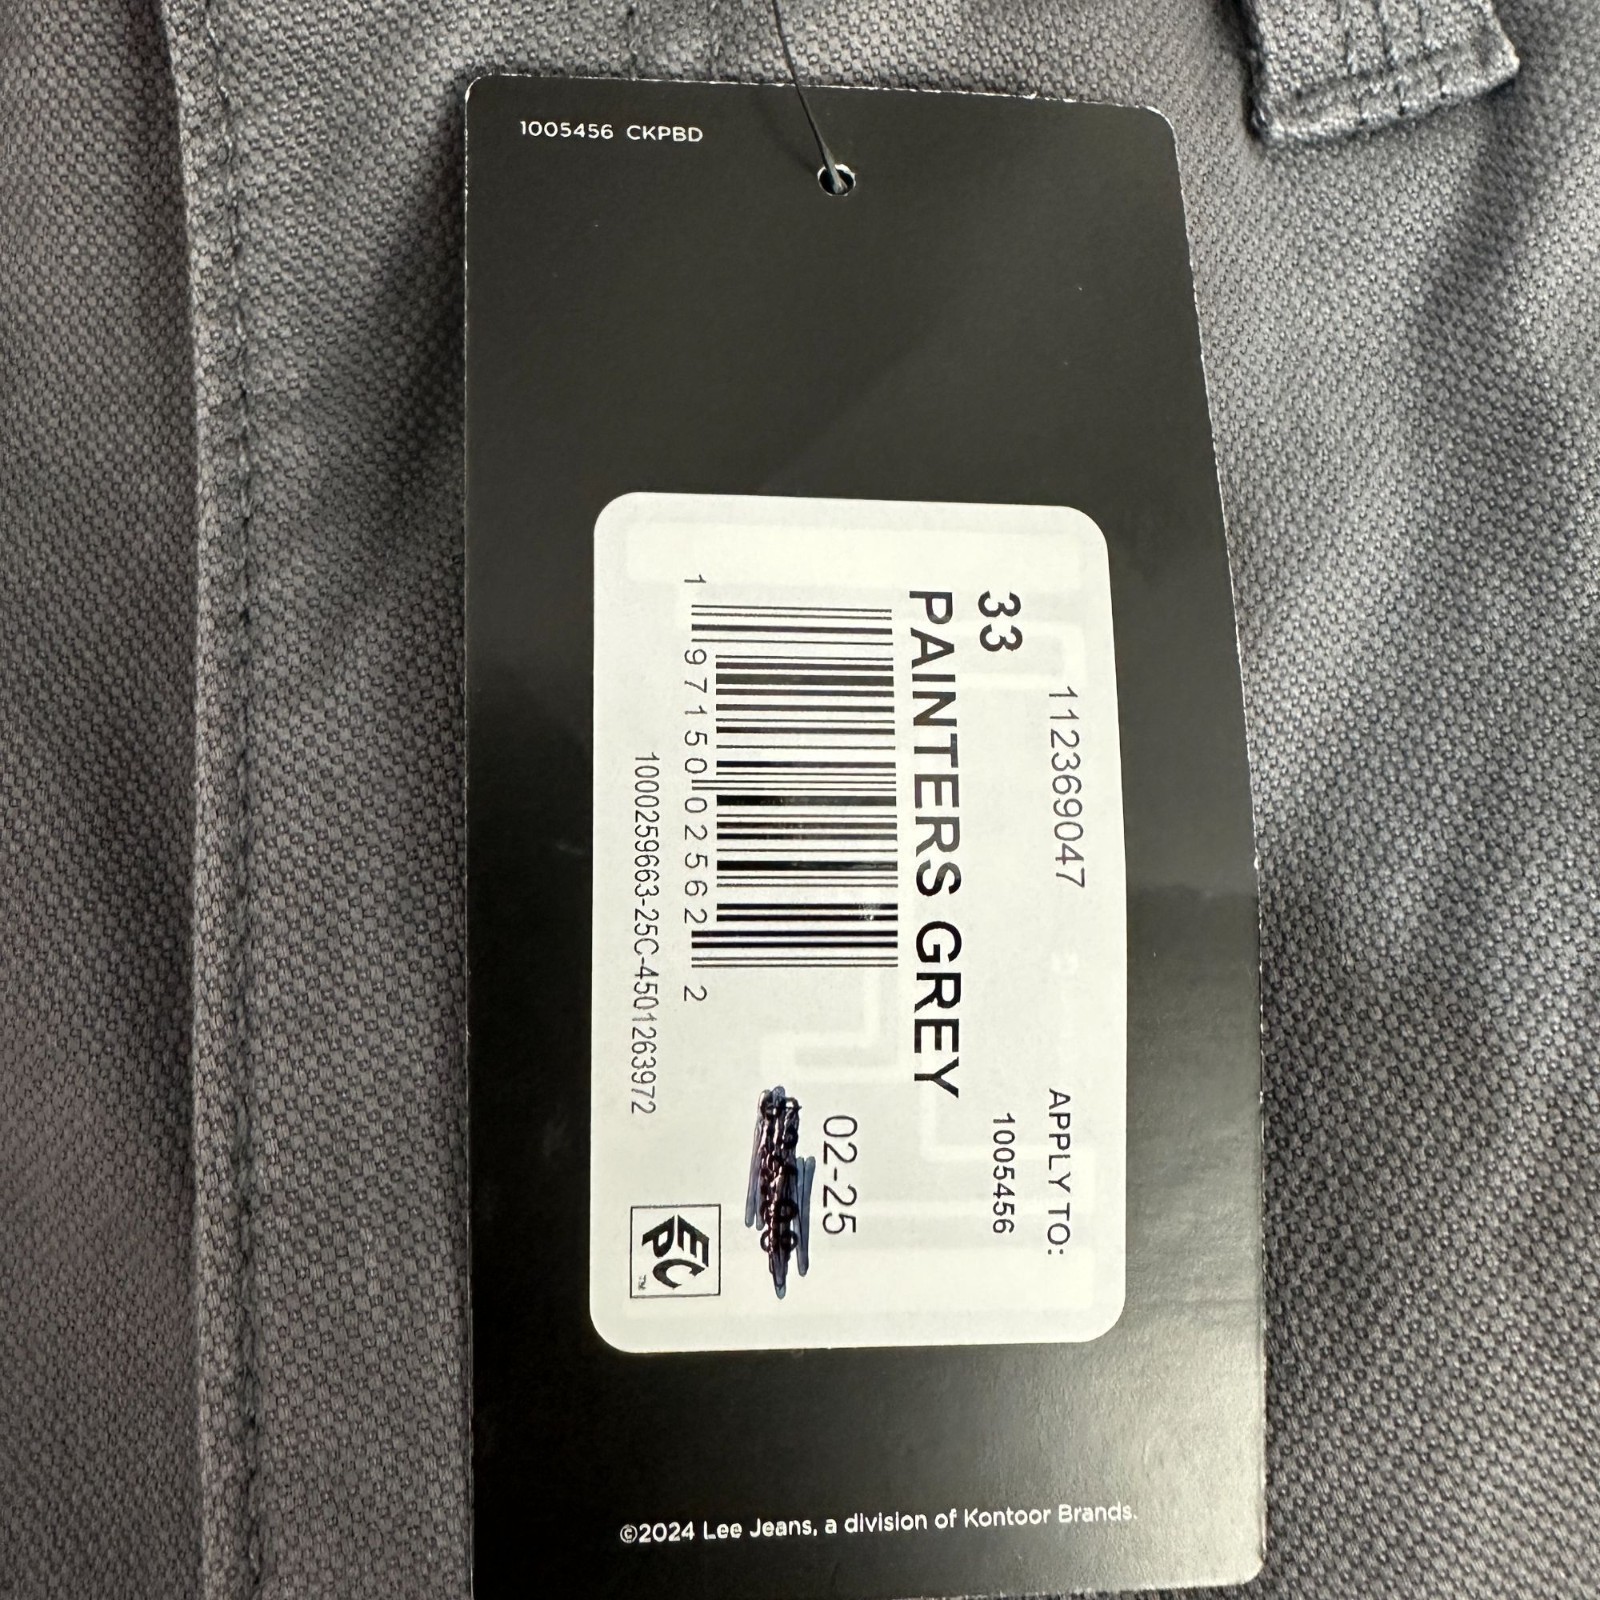 1005456 CKPBD
112369047
APPLY TO:
33
1005456
PAINTERS GREY
02-25
1 97150 02562 2
1000259663-25C-4501263972
EPC
™
©2024 Lee Jeans, a division of Kontoor Brands.